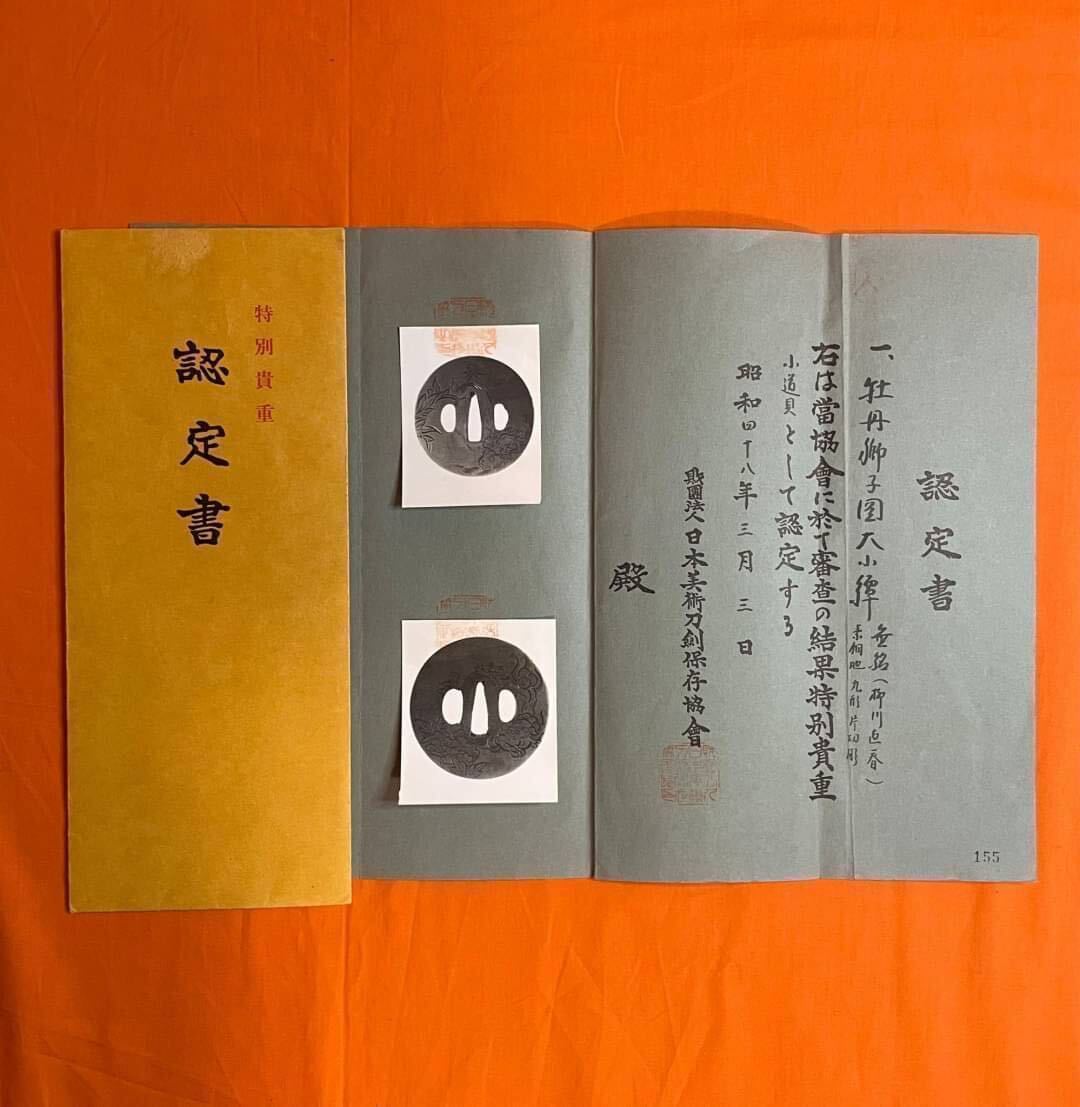 認定書
一、牡丹獅子図大小鐔
無銘(柳川直春)
素銅地 丸形 片切彫
右は當協會に於て審査の結果特別貴重
小道具として認定する
昭和四十八年三月三日
財團法人日本美術刀劍保存協會
殿
155
特別貴重
認定書